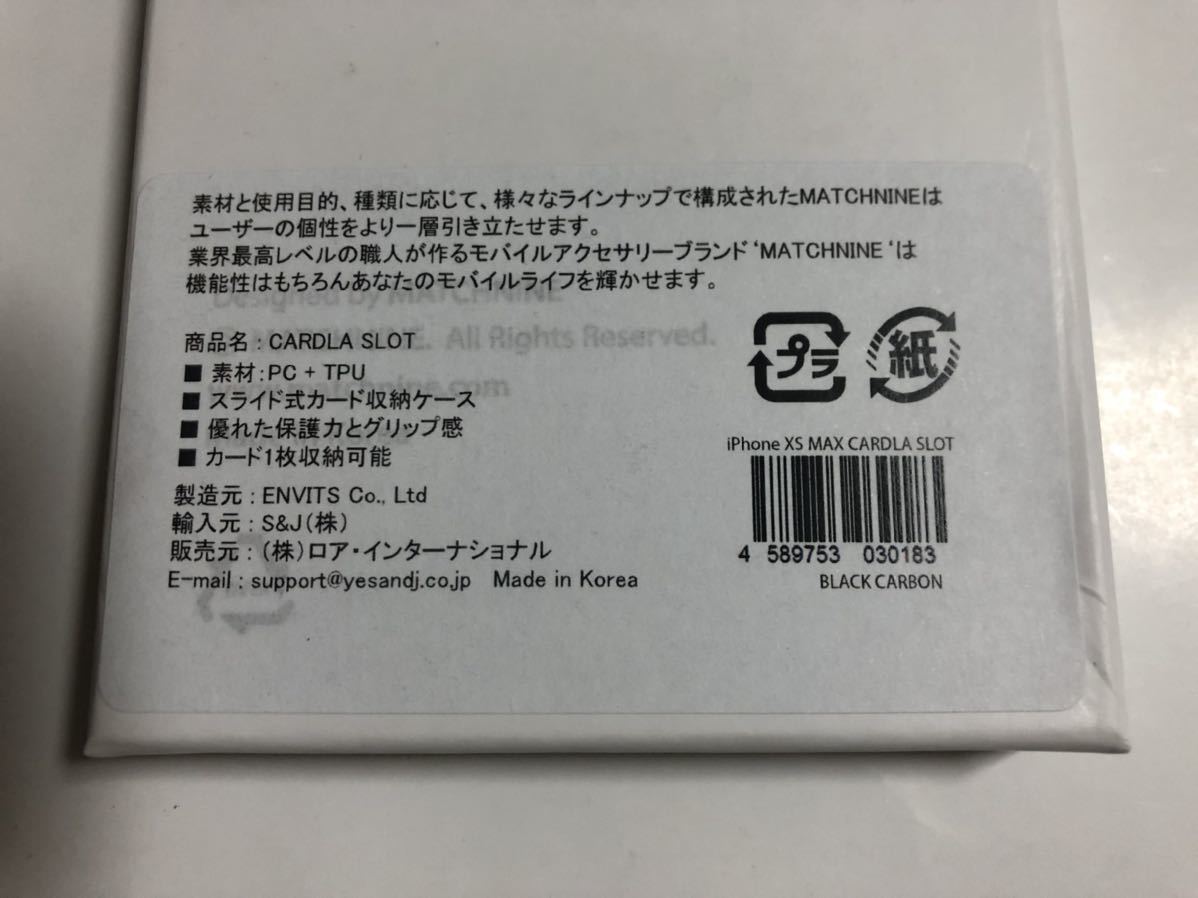 素材と使用目的、種類に応じて、様々なラインナップで構成されたMATCHNINEは
ユーザーの個性をより一層引き立たせます。
業界最高レベルの職人が作るモバイルアクセサリーブランド‘MATCHNINE‘は
機能性はもちろんあなたのモバイルライフを輝かせます。
Designed by MATCHNINE
MATCHNINE. All Rights Reserved.
商品名：CARDLA SLOT
■ 素材：PC + TPU
■ スライド式カード収納ケース
■ 優れた保護力とグリップ感
■ カード1枚収納可能
製造元：ENVITS Co., Ltd
輸入元：S&J（株）
販売元：（株）ロア・インターナショナル
E-mail : support@yesandj.co.jp Made in Korea
プラ
紙
iPhone XS MAX CARDLA SLOT
4 589753 030183
BLACK CARBON